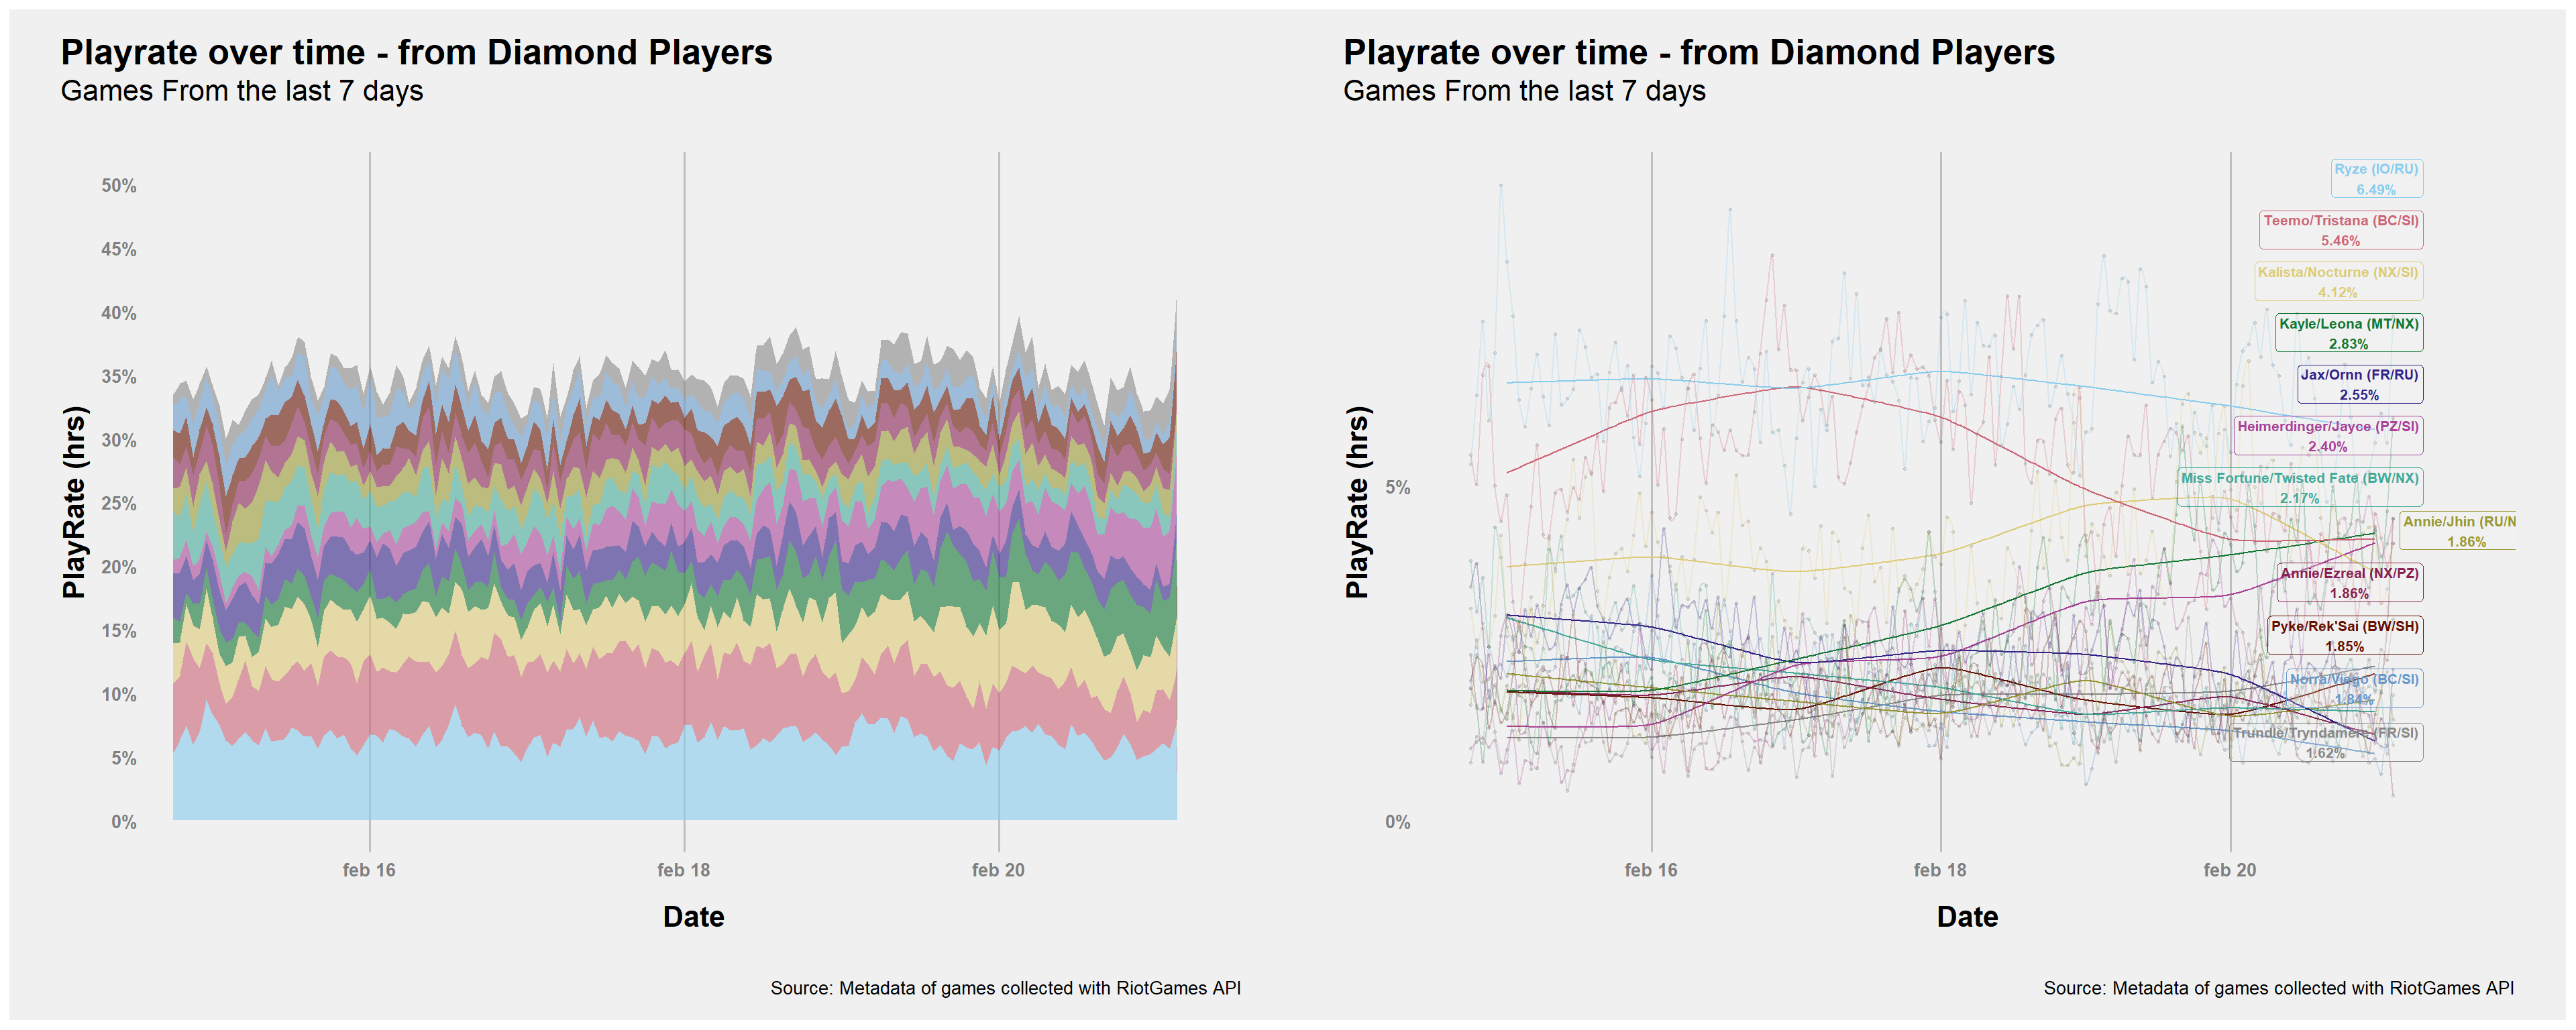 Playrate over time - from Diamond Players
Games From the last 7 days
PlayRate (hrs)
50%
45%
40%
35%
30%
25%
20%
15%
10%
5%
0%
feb 16
feb 18
feb 20
Date
Source: Metadata of games collected with RiotGames API
Playrate over time - from Diamond Players
Games From the last 7 days
PlayRate (hrs)
5%
0%
Ryze (IO/RU)
6.49%
Teemo/Tristana (BC/SI)
5.46%
Kalista/Nocturne (NX/SI)
4.12%
Kayle/Leona (MT/NX)
2.83%
Jax/Ornn (FR/RU)
2.55%
Heimerdinger/Jayce (PZ/SI)
2.40%
Miss Fortune/Twisted Fate (BW/NX)
2.17%
Annie/Jhin (RU/N
1.86%
Annie/Ezreal (NX/PZ)
1.86%
Pyke/Rek'Sai (BW/SH)
1.85%
Norra/Viego (BC/SI)
1.84%
Trundle/Tryndamere (FR/SI)
1.62%
feb 16
feb 18
feb 20
Date
Source: Metadata of games collected with RiotGames API